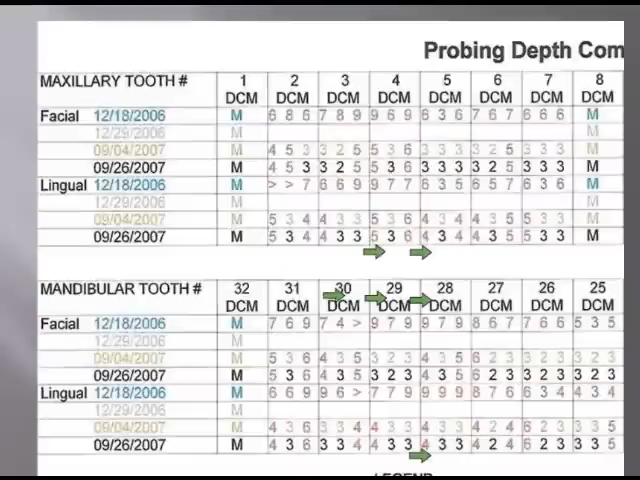 Probing Depth Com
MAXILLARY TOOTH # 1 2 3 4 5 6 7 8
DCM DCM DCM DCM DCM DCM DCM DCM
Facial 12/18/2006 M 6 8 6 7 8 9 9 6 9 6 3 6 7 6 7 6 6 6 M
12/29/2006 M M
09/04/2007 4 5 3 3 2 5 5 3 6 3 3 3 3 2 5 3 3 3 M
09/26/2007 M 4 5 3 3 2 5 5 3 6 3 3 3 3 2 5 3 3 3 M
Lingual 12/18/2006 M > > 7 6 6 9 9 7 7 6 3 5 6 5 7 6 3 6 M
12/29/2006 M M
09/04/2007 M 5 3 4 4 3 3 5 3 6 4 3 4 4 3 5 5 3 3 M
09/26/2007 M 5 3 4 4 3 3 5 3 6 4 3 4 4 3 5 5 3 3 M
MANDIBULAR TOOTH # 32 31 30 29 28 27 26 25
DCM DCM DCM DCM DCM DCM DCM DCM
Facial 12/18/2006 M 7 6 9 7 4 > 9 7 9 9 7 9 8 6 7 7 6 6 5 3 5
12/29/2006 M
09/04/2007 M 5 3 6 4 3 5 3 2 3 4 3 5 6 2 3 3 2 3 3 2 3
09/26/2007 M 5 3 6 4 3 5 3 2 3 4 3 5 6 2 3 3 2 3 3 2 3
Lingual 12/18/2006 M 6 6 9 9 6 > 7 7 9 9 9 9 8 7 6 6 3 4 4 3 4
12/29/2006 M
09/04/2007 M 4 3 6 3 3 4 4 3 3 4 3 3 4 2 4 6 2 3 3 3 5
09/26/2007 M 4 3 6 3 3 4 4 3 3 4 3 3 4 2 4 6 2 3 3 3 5